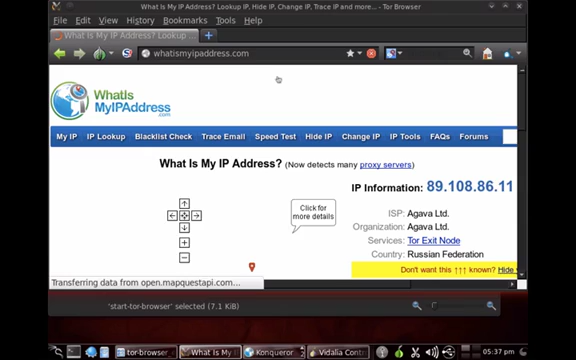 What Is My IP Address? Lookup IP, Hide IP, Change IP, Trace IP and more... - Tor Browser
File Edit View History Bookmarks Tools Help
What Is My IP Address? Lookup ...
whatismyipaddress.com
WhatIs
MyIPAddress
.com
My IP IP Lookup Blacklist Check Trace Email Speed Test Hide IP Change IP IP Tools FAQs Forums
What Is My IP Address? (Now detects many proxy servers)
IP Information: 89.108.86.11
Click for
more details
ISP: Agava Ltd.
Organization: Agava Ltd.
Services: Tor Exit Node
Country: Russian Federation
Don't want this ↑↑↑ known? Hide
Transferring data from open.mapquestapi.com...
'start-tor-browser' selected (7.1 KiB)
tor-browser What Is My I Konqueror 2 Vidalia Contr 05:37 pm